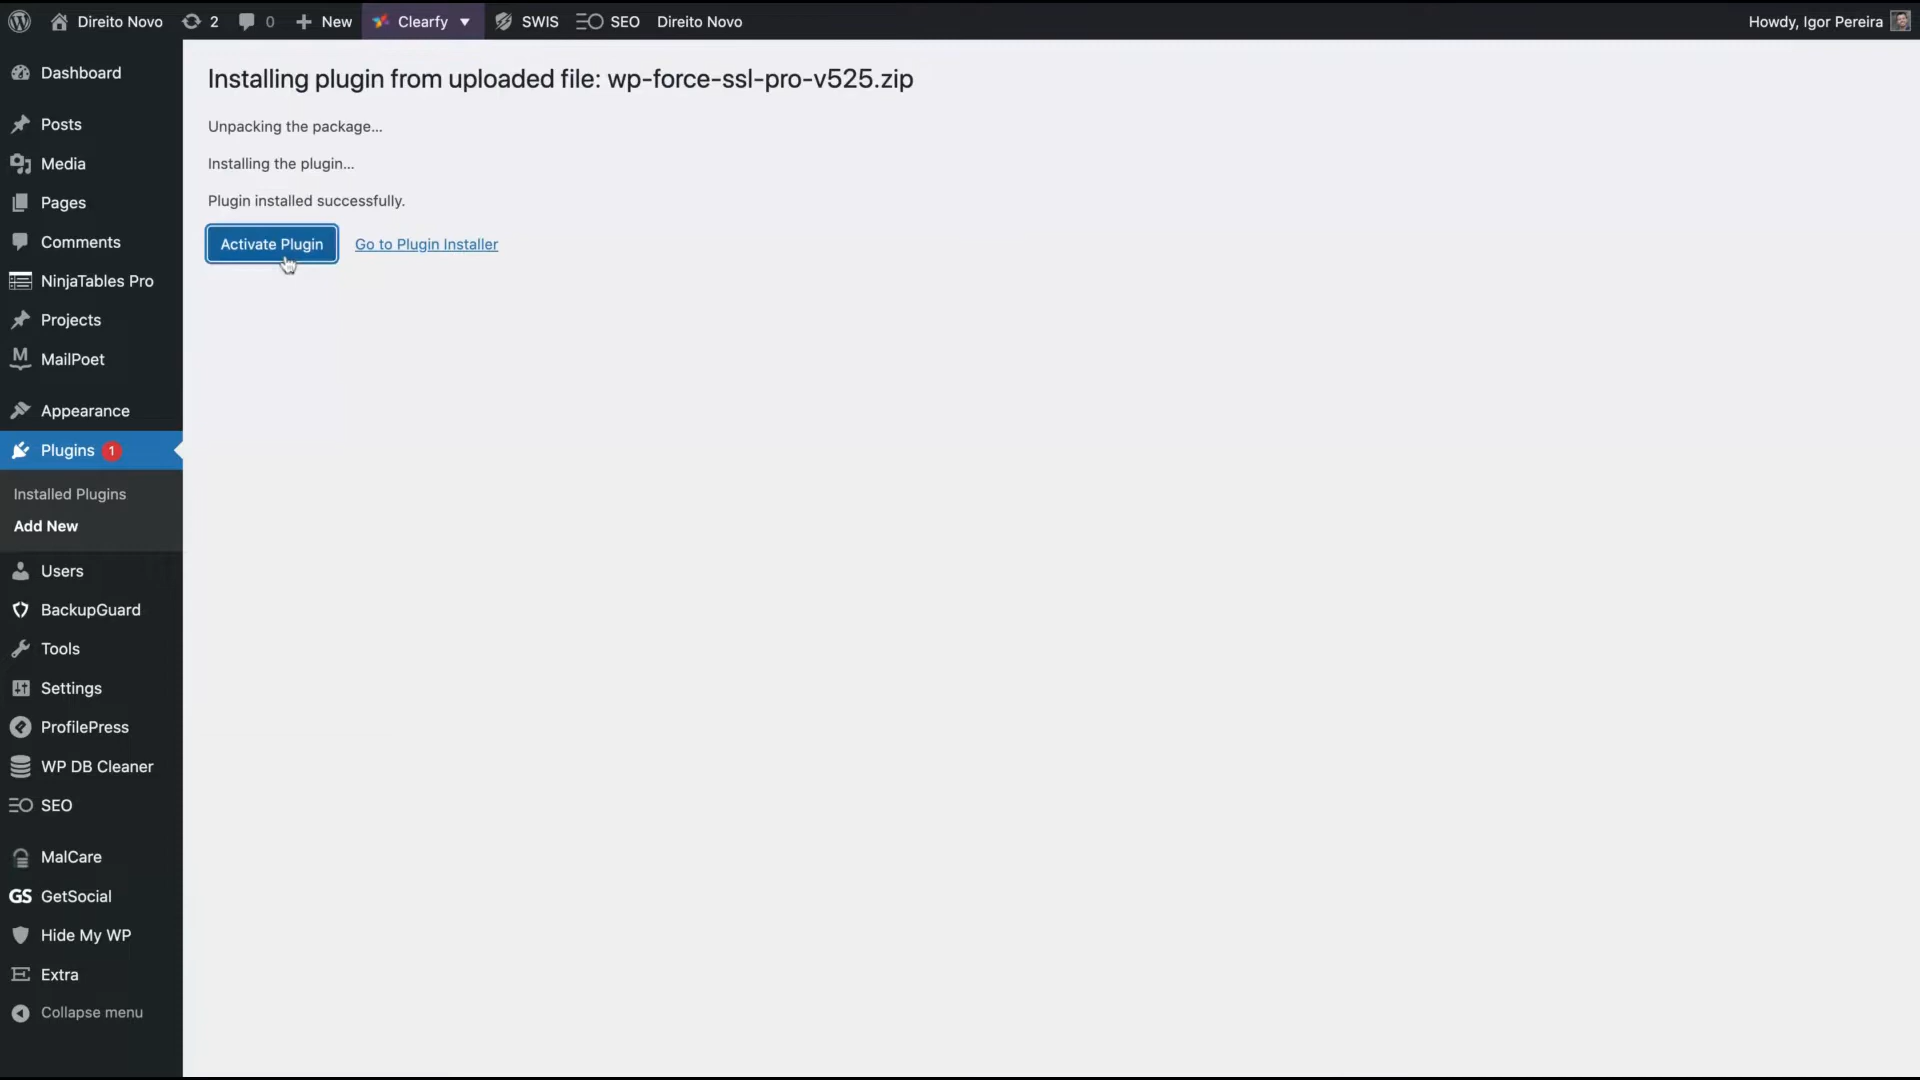 Direito Novo 2 0 New Clearfy SWIS SEO Direito Novo Howdy, Igor Pereira
Dashboard
Posts
Media
Pages
Comments
NinjaTables Pro
Projects
MailPoet
Appearance
Plugins 1
Installed Plugins
Add New
Users
BackupGuard
Tools
Settings
ProfilePress
WP DB Cleaner
SEO
MalCare
GS GetSocial
Hide My WP
Extra
Collapse menu
Installing plugin from uploaded file: wp-force-ssl-pro-v525.zip
Unpacking the package...
Installing the plugin...
Plugin installed successfully.
Activate Plugin Go to Plugin Installer